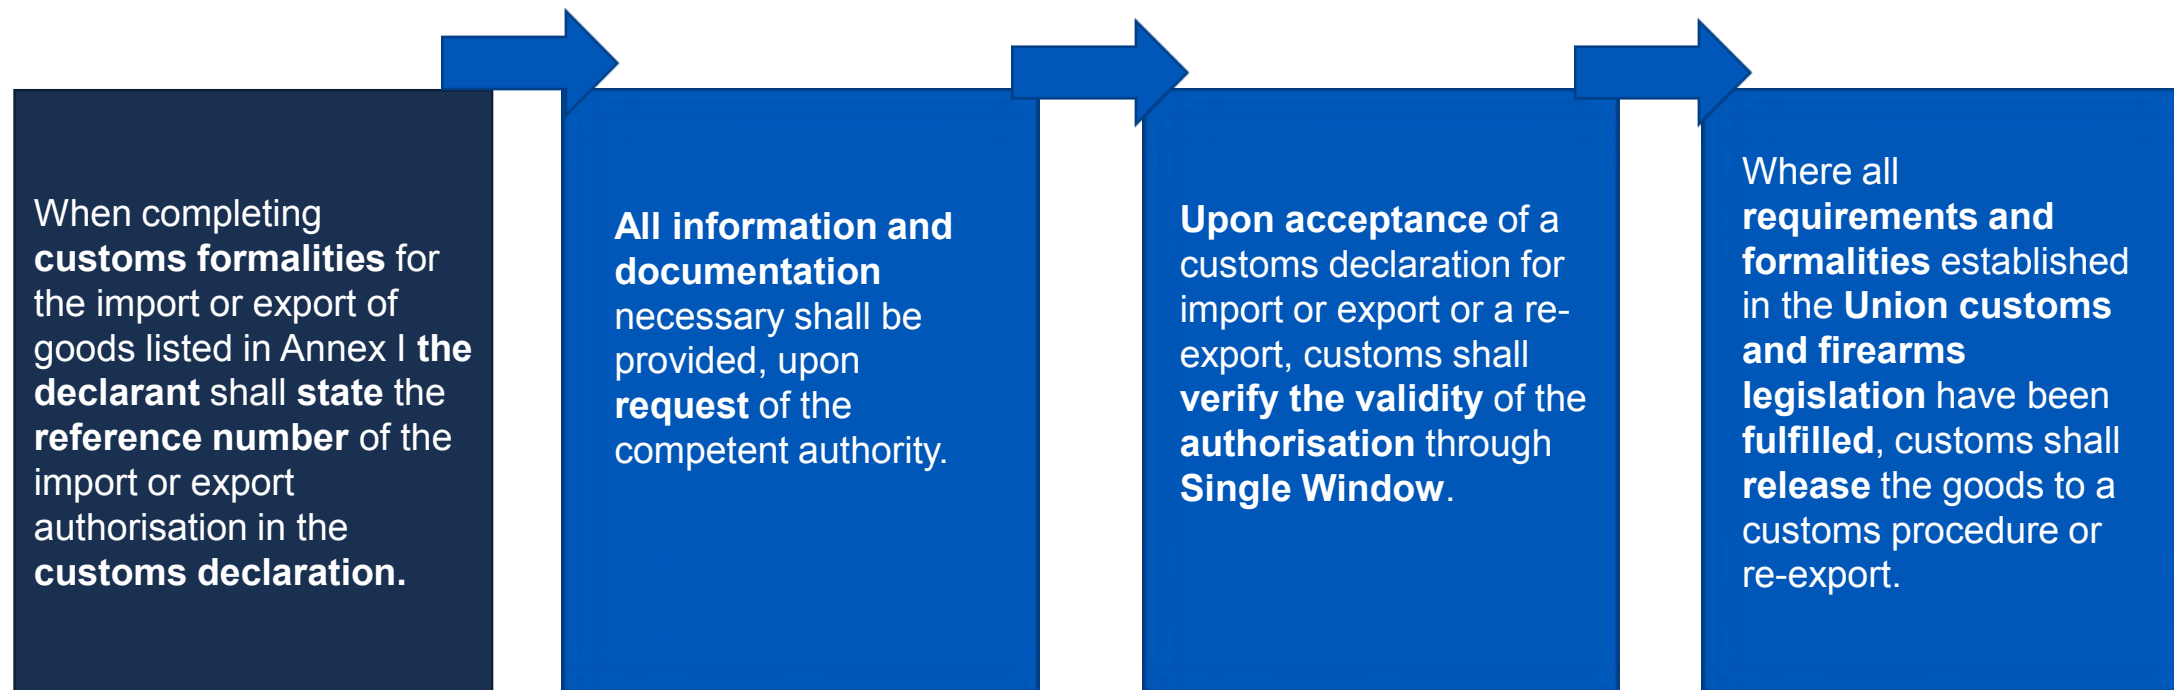 When completing
customs formalities for
the import or export of
goods listed in Annex I the
declarant shall state the
reference number of the
import or export
authorisation in the
customs declaration.
All information and
documentation
necessary shall be
provided, upon
request of the
competent authority.
Upon acceptance of a
customs declaration for
import or export or a re-
export, customs shall
verify the validity of the
authorisation through
Single Window.
Where all
requirements and
formalities established
in the Union customs
and firearms
legislation have been
fulfilled, customs shall
release the goods to a
customs procedure or
re-export.